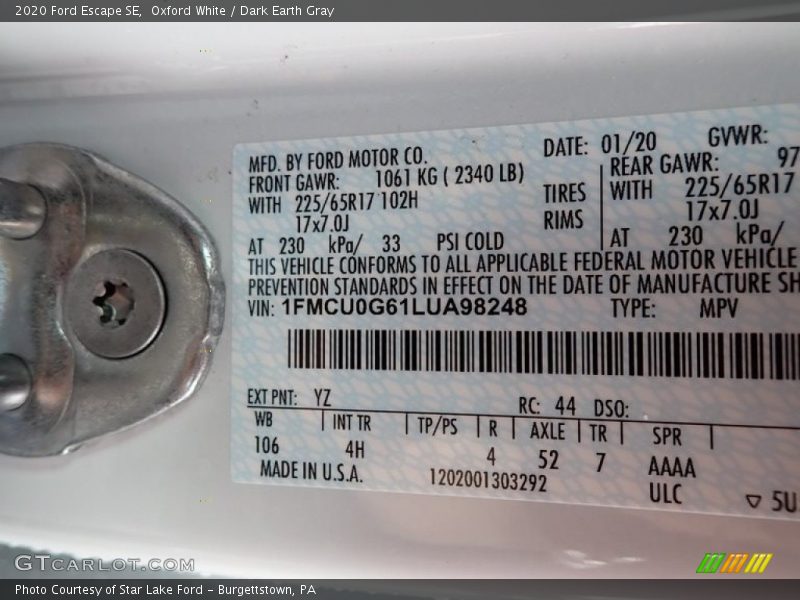 2020 Ford Escape SE, Oxford White / Dark Earth Gray
MFD. BY FORD MOTOR CO.
DATE: 01/20
GVWR:
FRONT GAWR: 1061 KG ( 2340 LB)
REAR GAWR: 97
WITH 225/65R17 102H
TIRES
WITH 225/65R17
17x7.0J
RIMS
17x7.0J
AT 230 kPa/ 33 PSI COLD
AT 230 kPa/
THIS VEHICLE CONFORMS TO ALL APPLICABLE FEDERAL MOTOR VEHICLE
PREVENTION STANDARDS IN EFFECT ON THE DATE OF MANUFACTURE SH
VIN: 1FMCU0G61LUA98248
TYPE: MPV
EXT PNT: YZ
RC: 44 DSO:
WB INT TR TP/PS R AXLE TR SPR
106 4H 4 52 7 AAAA
MADE IN U.S.A.
1202001303292
ULC
5U
GTCARLOT.COM
Photo Courtesy of Star Lake Ford - Burgettstown, PA